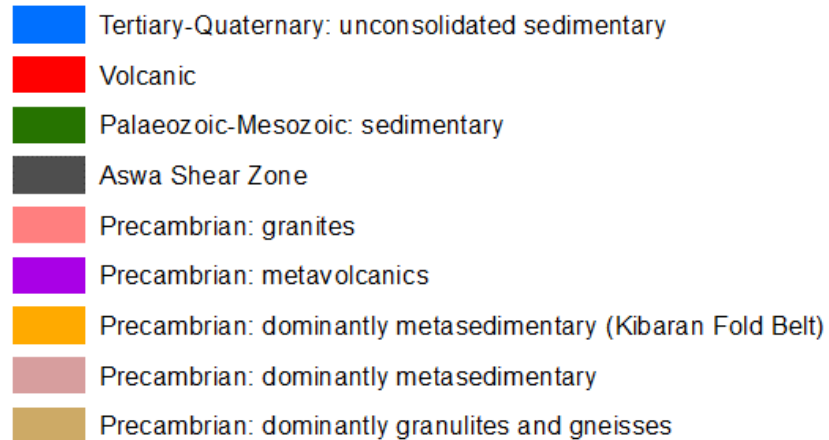 Tertiary-Quaternary: unconsolidated sedimentary
Volcanic
Palaeozoic-Mesozoic: sedimentary
Aswa Shear Zone
Precambrian: granites
Precambrian: metavolcanics
Precambrian: dominantly metasedimentary (Kibaran Fold Belt)
Precambrian: dominantly metasedimentary
Precambrian: dominantly granulites and gneisses